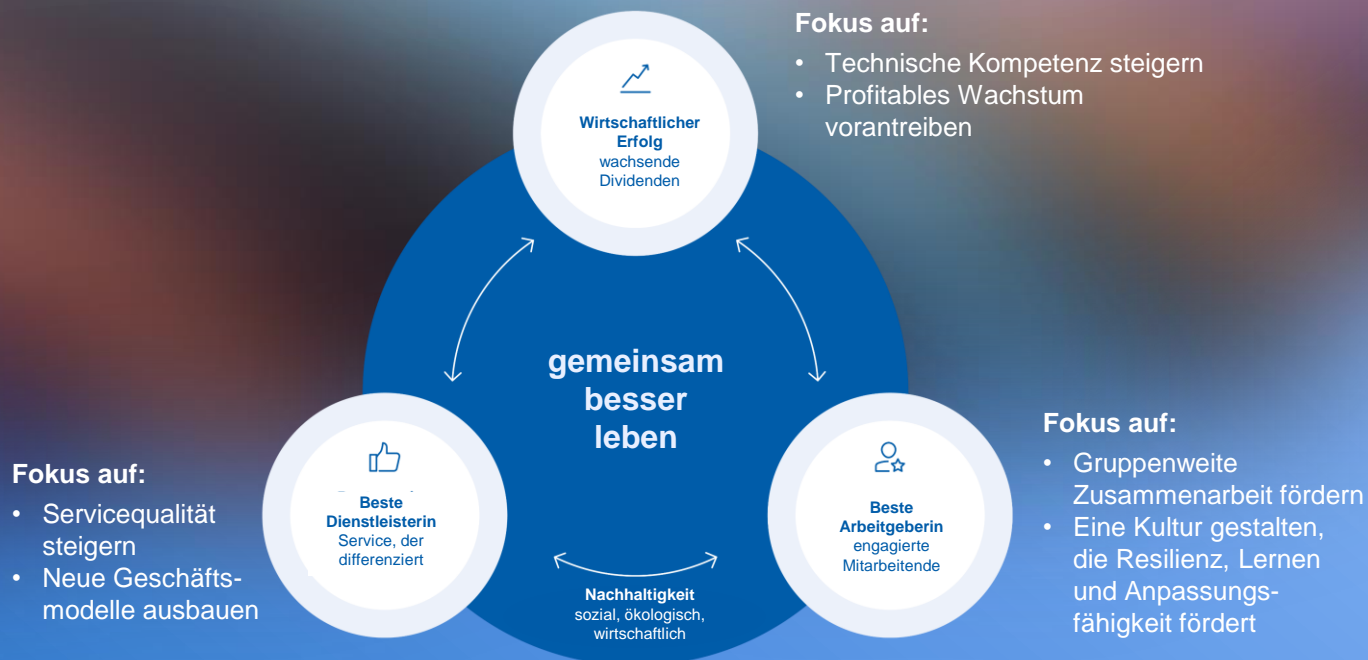 Fokus auf:
• Technische Kompetenz steigern
• Profitables Wachstum
vorantreiben
Wirtschaftlicher
Erfolg
wachsende
Dividenden
gemeinsam
besser
leben
Fokus auf:
• Servicequalität
steigern
• Neue Geschäfts-
modelle ausbauen
Beste
Dienstleisterin
Service, der
differenziert
Nachhaltigkeit
sozial, ökologisch,
wirtschaftlich
Beste
Arbeitgeberin
engagierte
Mitarbeitende
Fokus auf:
• Gruppenweite
Zusammenarbeit fördern
• Eine Kultur gestalten,
die Resilienz, Lernen
und Anpassungs-
fähigkeit fördert